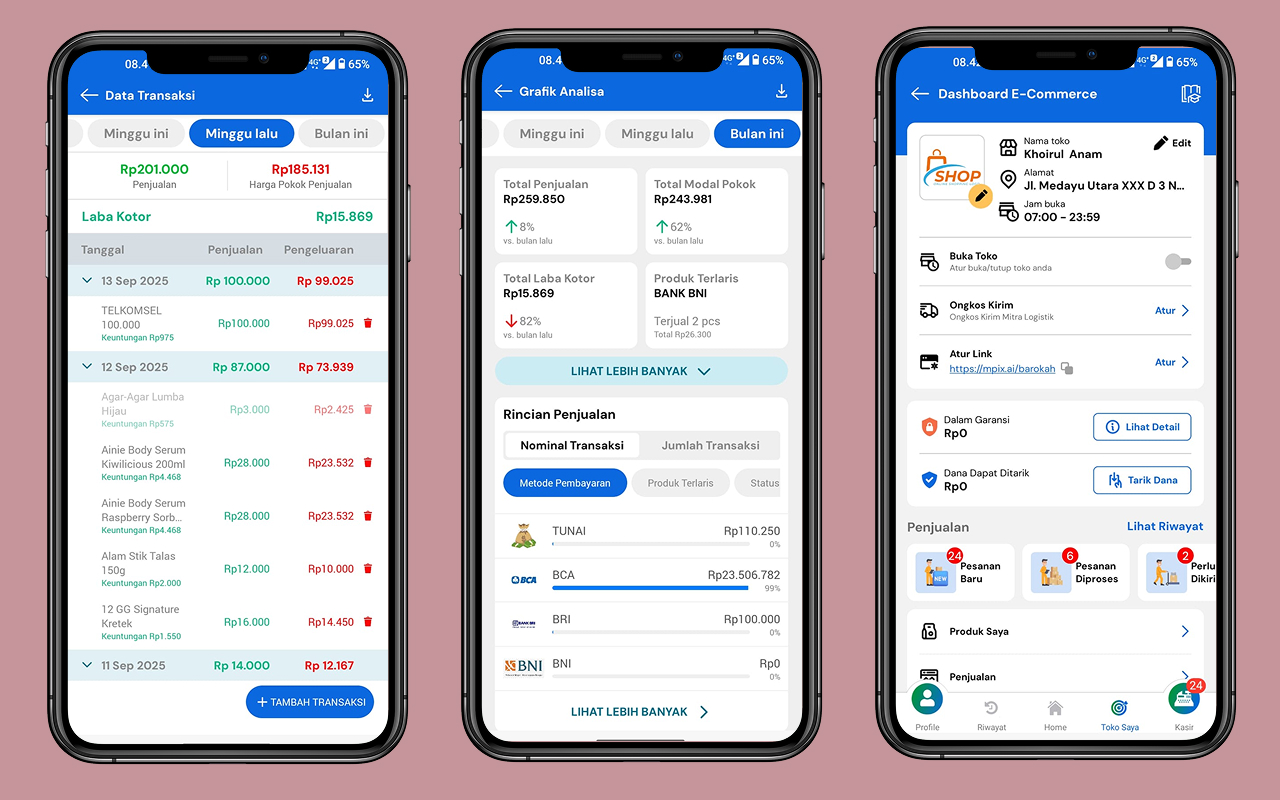 08.4
4G+
2
65%
Data Transaksi
Minggu ini
Minggu lalu
Bulan ini
Rp201.000
Penjualan
Rp185.131
Harga Pokok Penjualan
Laba Kotor
Rp15.869
Tanggal
Penjualan
Pengeluaran
13 Sep 2025
Rp 100.000
Rp 99.025
TELKOMSEL
100.000
Keuntungan Rp975
Rp100.000
Rp99.025
12 Sep 2025
Rp 87.000
Rp 73.939
Agar-Agar Lumba
Hijau
Keuntungan Rp575
Rp3.000
Rp2.425
Ainie Body Serum
Kiwilicious 200ml
Keuntungan Rp4.468
Rp28.000
Rp23.532
Ainie Body Serum
Raspberry Sorb...
Keuntungan Rp4.468
Rp28.000
Rp23.532
Alam Stik Talas
150g
Keuntungan Rp2.000
Rp12.000
Rp10.000
12 GG Signature
Kretek
Keuntungan Rp1.550
Rp16.000
Rp14.450
11 Sep 2025
Rp 14.000
Rp 12.167
+ TAMBAH TRANSAKSI
08.4
4G+
2
65%
Grafik Analisa
Minggu ini
Minggu lalu
Bulan ini
Total Penjualan
Rp259.850
8%
vs. bulan lalu
Total Modal Pokok
Rp243.981
62%
vs. bulan lalu
Total Laba Kotor
Rp15.869
82%
vs. bulan lalu
Produk Terlaris
BANK BNI
Terjual 2 pcs
Total Rp26.300
LIHAT LEBIH BANYAK
Rincian Penjualan
Nominal Transaksi
Jumlah Transaksi
Metode Pembayaran
Produk Terlaris
Status
TUNAI
Rp110.250
0%
BCA
BCA
Rp23.506.782
99%
BANK BRI
BRI
Rp100.000
0%
BNI
BNI
Rp0
0%
LIHAT LEBIH BANYAK
08.4
4G+
2
65%
Dashboard E-Commerce
SHOP
Nama toko
Khoirul Anam
Edit
Alamat
Jl. Medayu Utara XXX D 3 N...
Jam buka
07:00 - 23:59
Buka Toko
Atur buka/tutup toko anda
Ongkos Kirim
Ongkos Kirim Mitra Logistik
Atur
Atur Link
https://mpix.ai/barokah
Atur
Dalam Garansi
Rp0
Lihat Detail
Dana Dapat Ditarik
Rp0
Tarik Dana
Penjualan
Lihat Riwayat
24
NEW
Pesanan
Baru
6
Pesanan
Diproses
2
Perlu
Dikiri
Produk Saya
Penjualan
Profile
Riwayat
Home
Toko Saya
24
Kasir